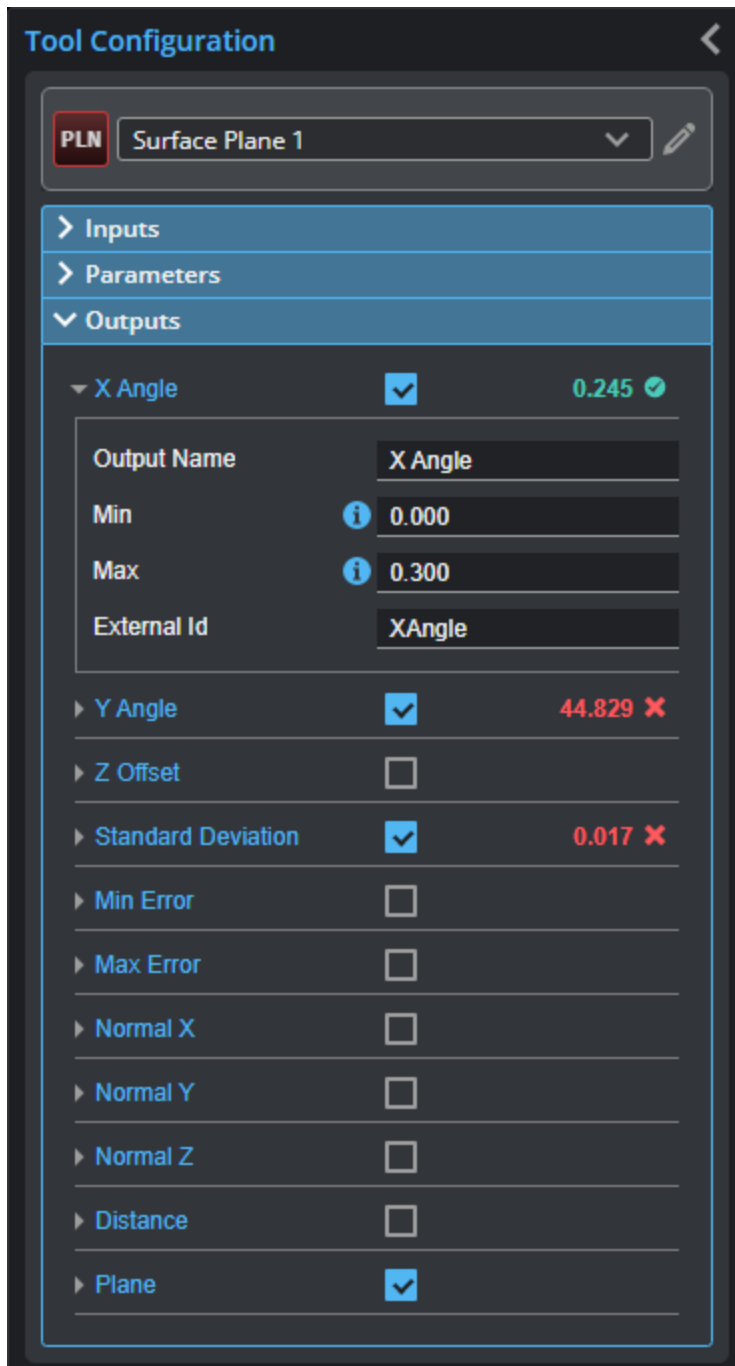 Tool Configuration
PLN Surface Plane 1
Inputs
Parameters
Outputs
X Angle 0.245
Output Name X Angle
Min 0.000
Max 0.300
External Id XAngle
Y Angle 44.829
Z Offset
Standard Deviation 0.017
Min Error
Max Error
Normal X
Normal Y
Normal Z
Distance
Plane